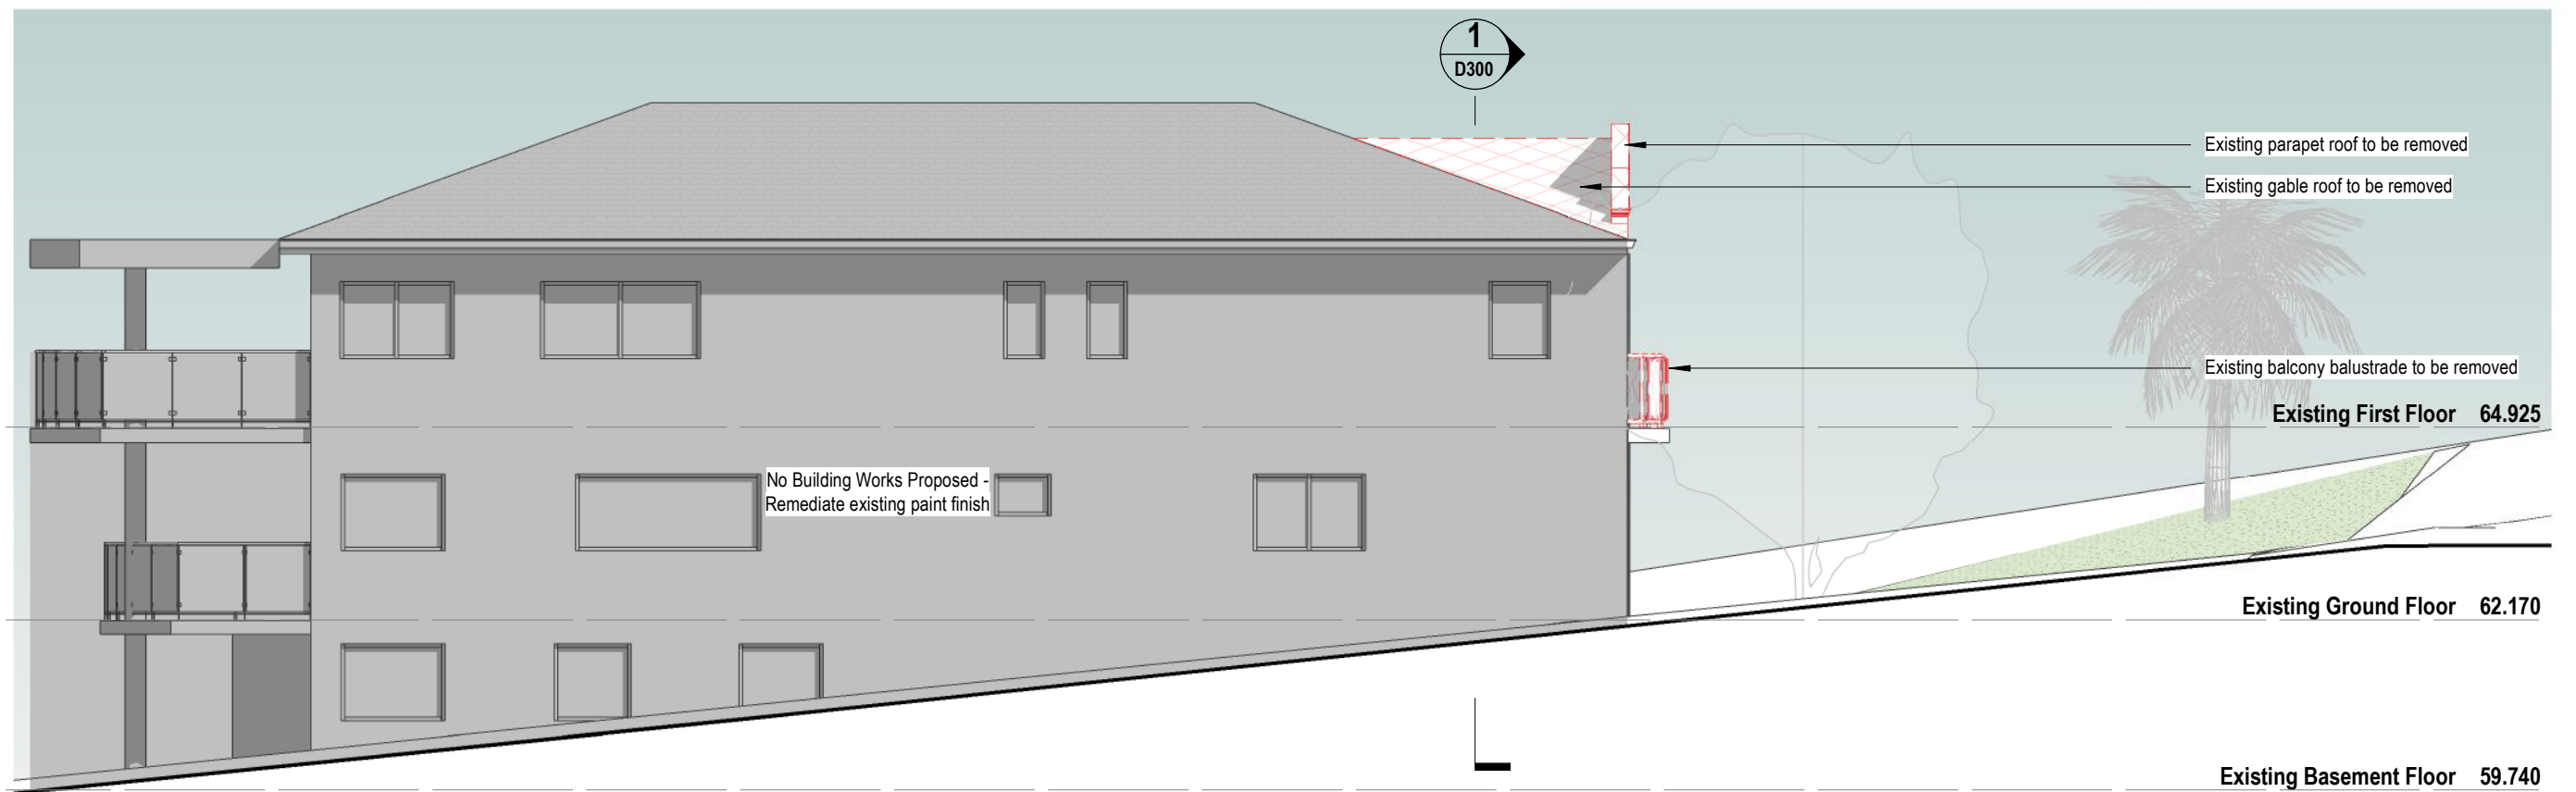 1
D300
Existing parapet roof to be removed
Existing gable roof to be removed
Existing balcony balustrade to be removed
Existing First Floor 64.925
No Building Works Proposed -
Remediate existing paint finish
Existing Ground Floor 62.170
Existing Basement Floor 59.740